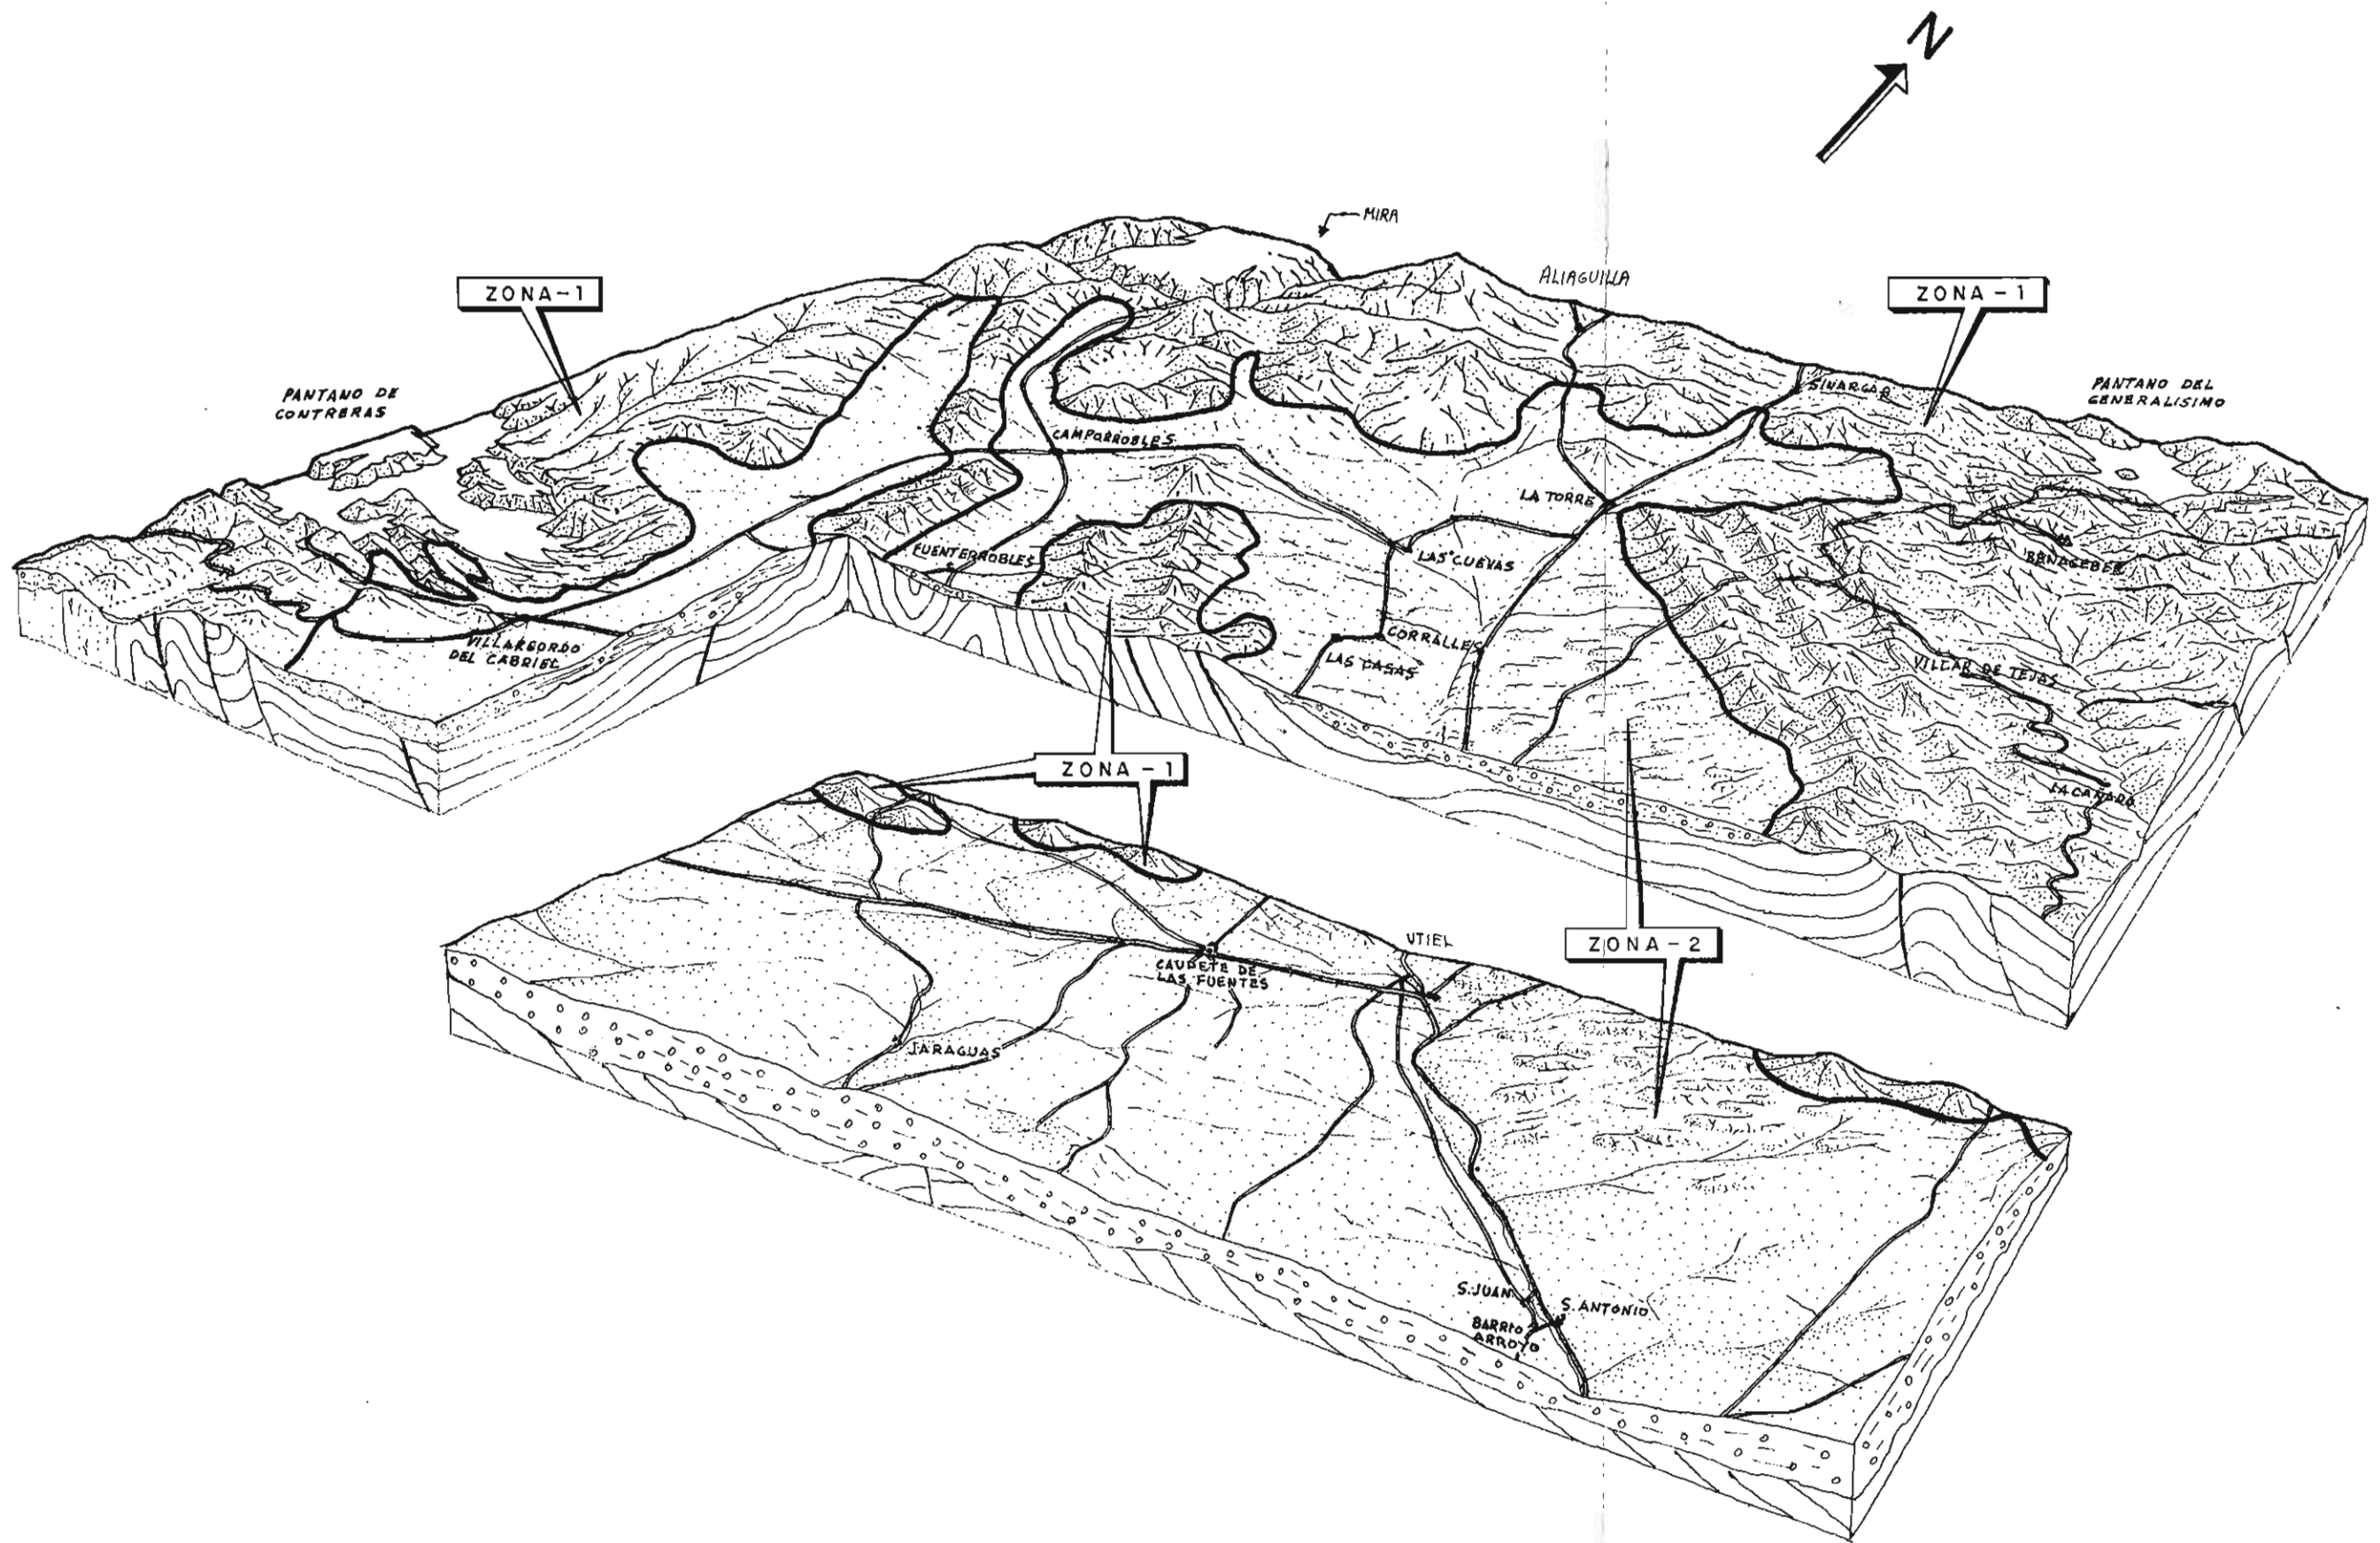 N
MIRA
ALIAGUILLA
ZONA-1
ZONA - 1
PANTANO DE
CONTRERAS
SINARGAR
PANTANO DEL
GENERALISIMO
CAMPORROBLES
LA TORRE
FUENTERROBLES
LAS CUEVAS
BENAGEBER
VILLARGORDO
DEL CABRIEL
CORRALLES
LAS CASAS
VILLAR DE TEJAS
ZONA - 1
LA CAÑADA
UTIEL
ZONA-2
CAUDETE DE
LAS FUENTES
JARAGUAS
S. JUAN
S. ANTONIO
BARRIO
ARROYO